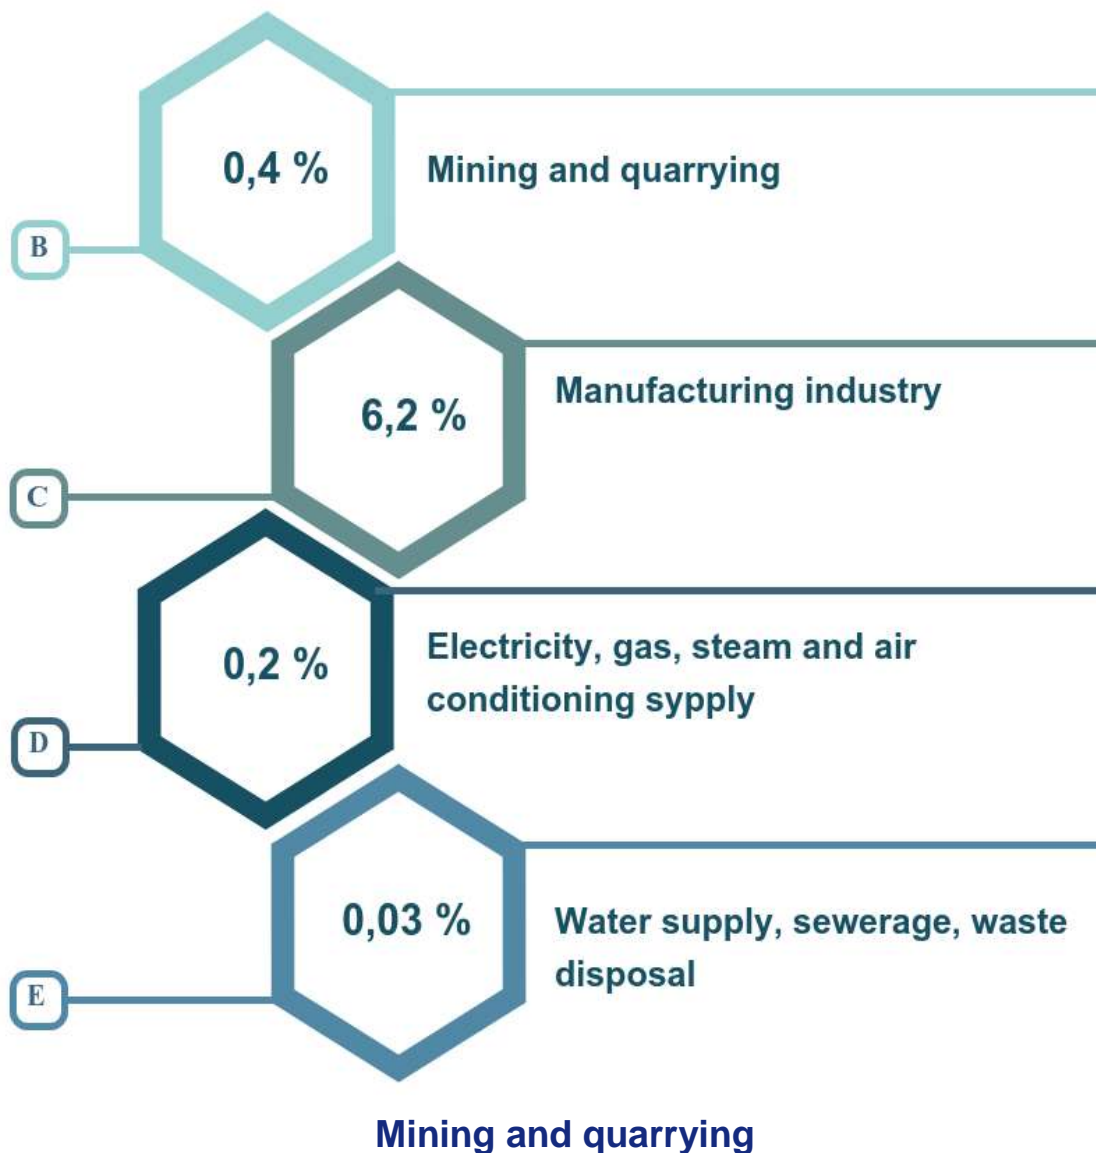 0,4 %
Mining and quarrying
B
6,2 %
Manufacturing industry
C
0,2 %
Electricity, gas, steam and air
conditioning sypply
D
0,03 %
Water supply, sewerage, waste
disposal
E
Mining and quarrying